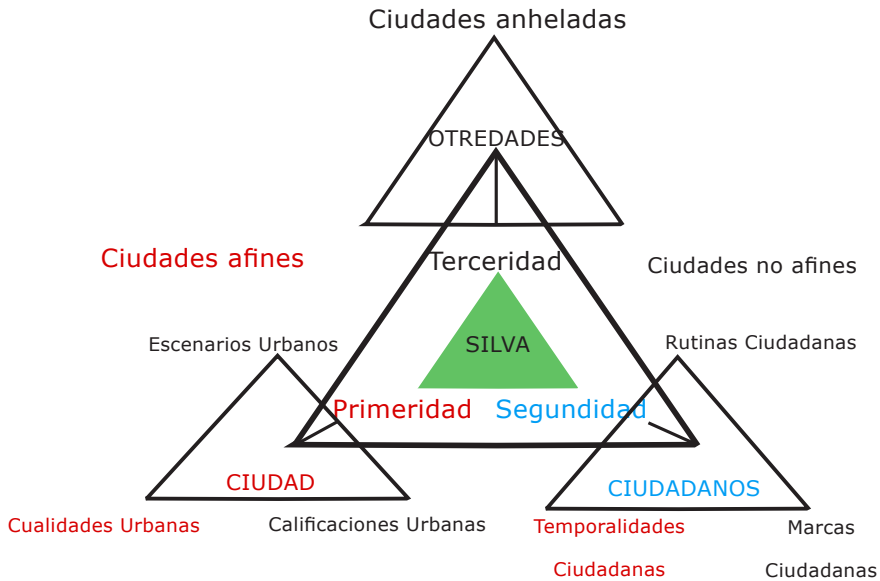 Ciudades anheladas
OTREDADES
Ciudades afines
Terceridad
Ciudades no afines
Escenarios Urbanos
SILVA
Rutinas Ciudadanas
Primeridad
Segundidad
CIUDAD
CIUDADANOS
Cualidades Urbanas
Calificaciones Urbanas
Temporalidades
Ciudadanas
Marcas
Ciudadanas